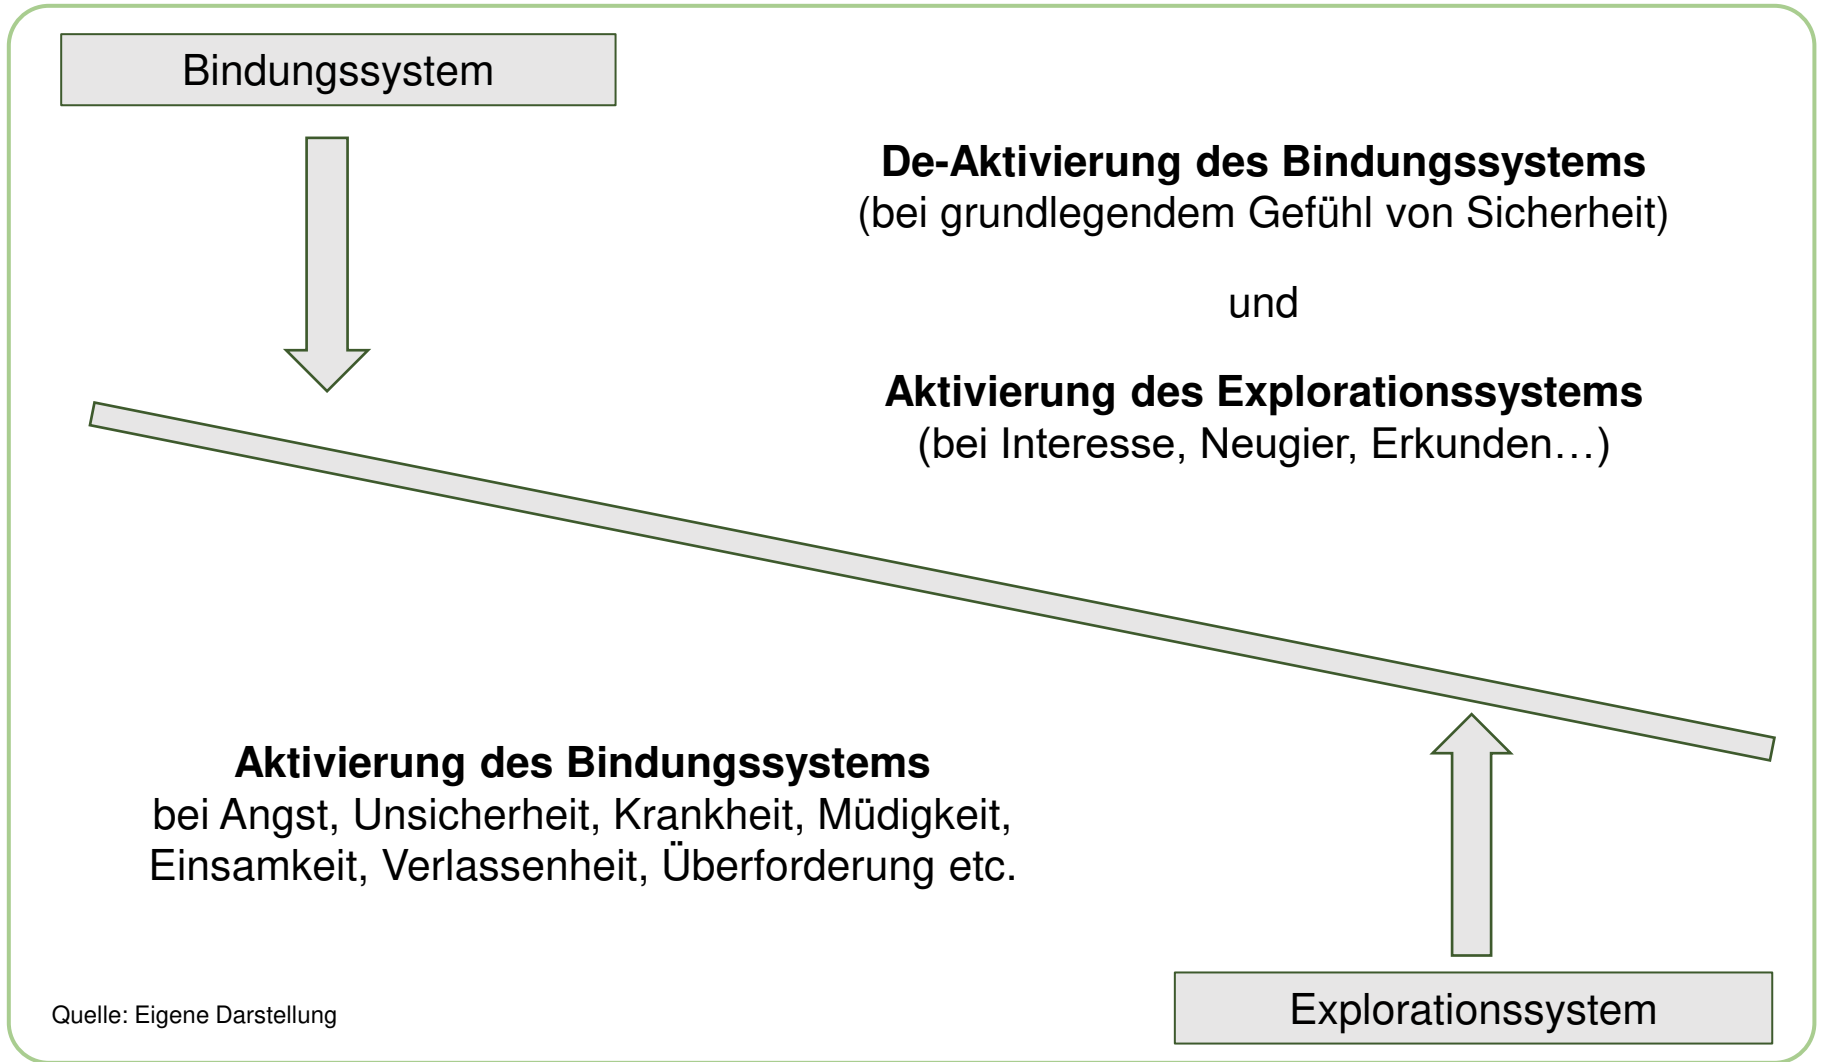 Bindungssystem
De-Aktivierung des Bindungssystems
(bei grundlegendem Gefühl von Sicherheit)
und
Aktivierung des Explorationssystems
(bei Interesse, Neugier, Erkunden…)
Aktivierung des Bindungssystems
bei Angst, Unsicherheit, Krankheit, Müdigkeit,
Einsamkeit, Verlassenheit, Überforderung etc.
Explorationssystem
Quelle: Eigene Darstellung